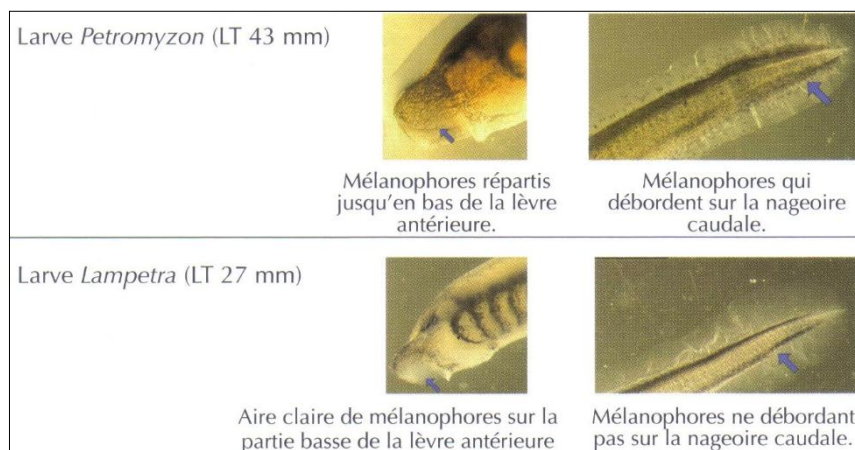 Larve Petromyzon (LT 43 mm)
Mélanophores répartis
jusqu'en bas de la lèvre
antérieure.
Mélanophores qui
débordent sur la nageoire
caudale.
Larve Lampetra (LT 27 mm)
Aire claire de mélanophores sur la
partie basse de la lèvre antérieure
Mélanophores ne débordant
pas sur la nageoire caudale.